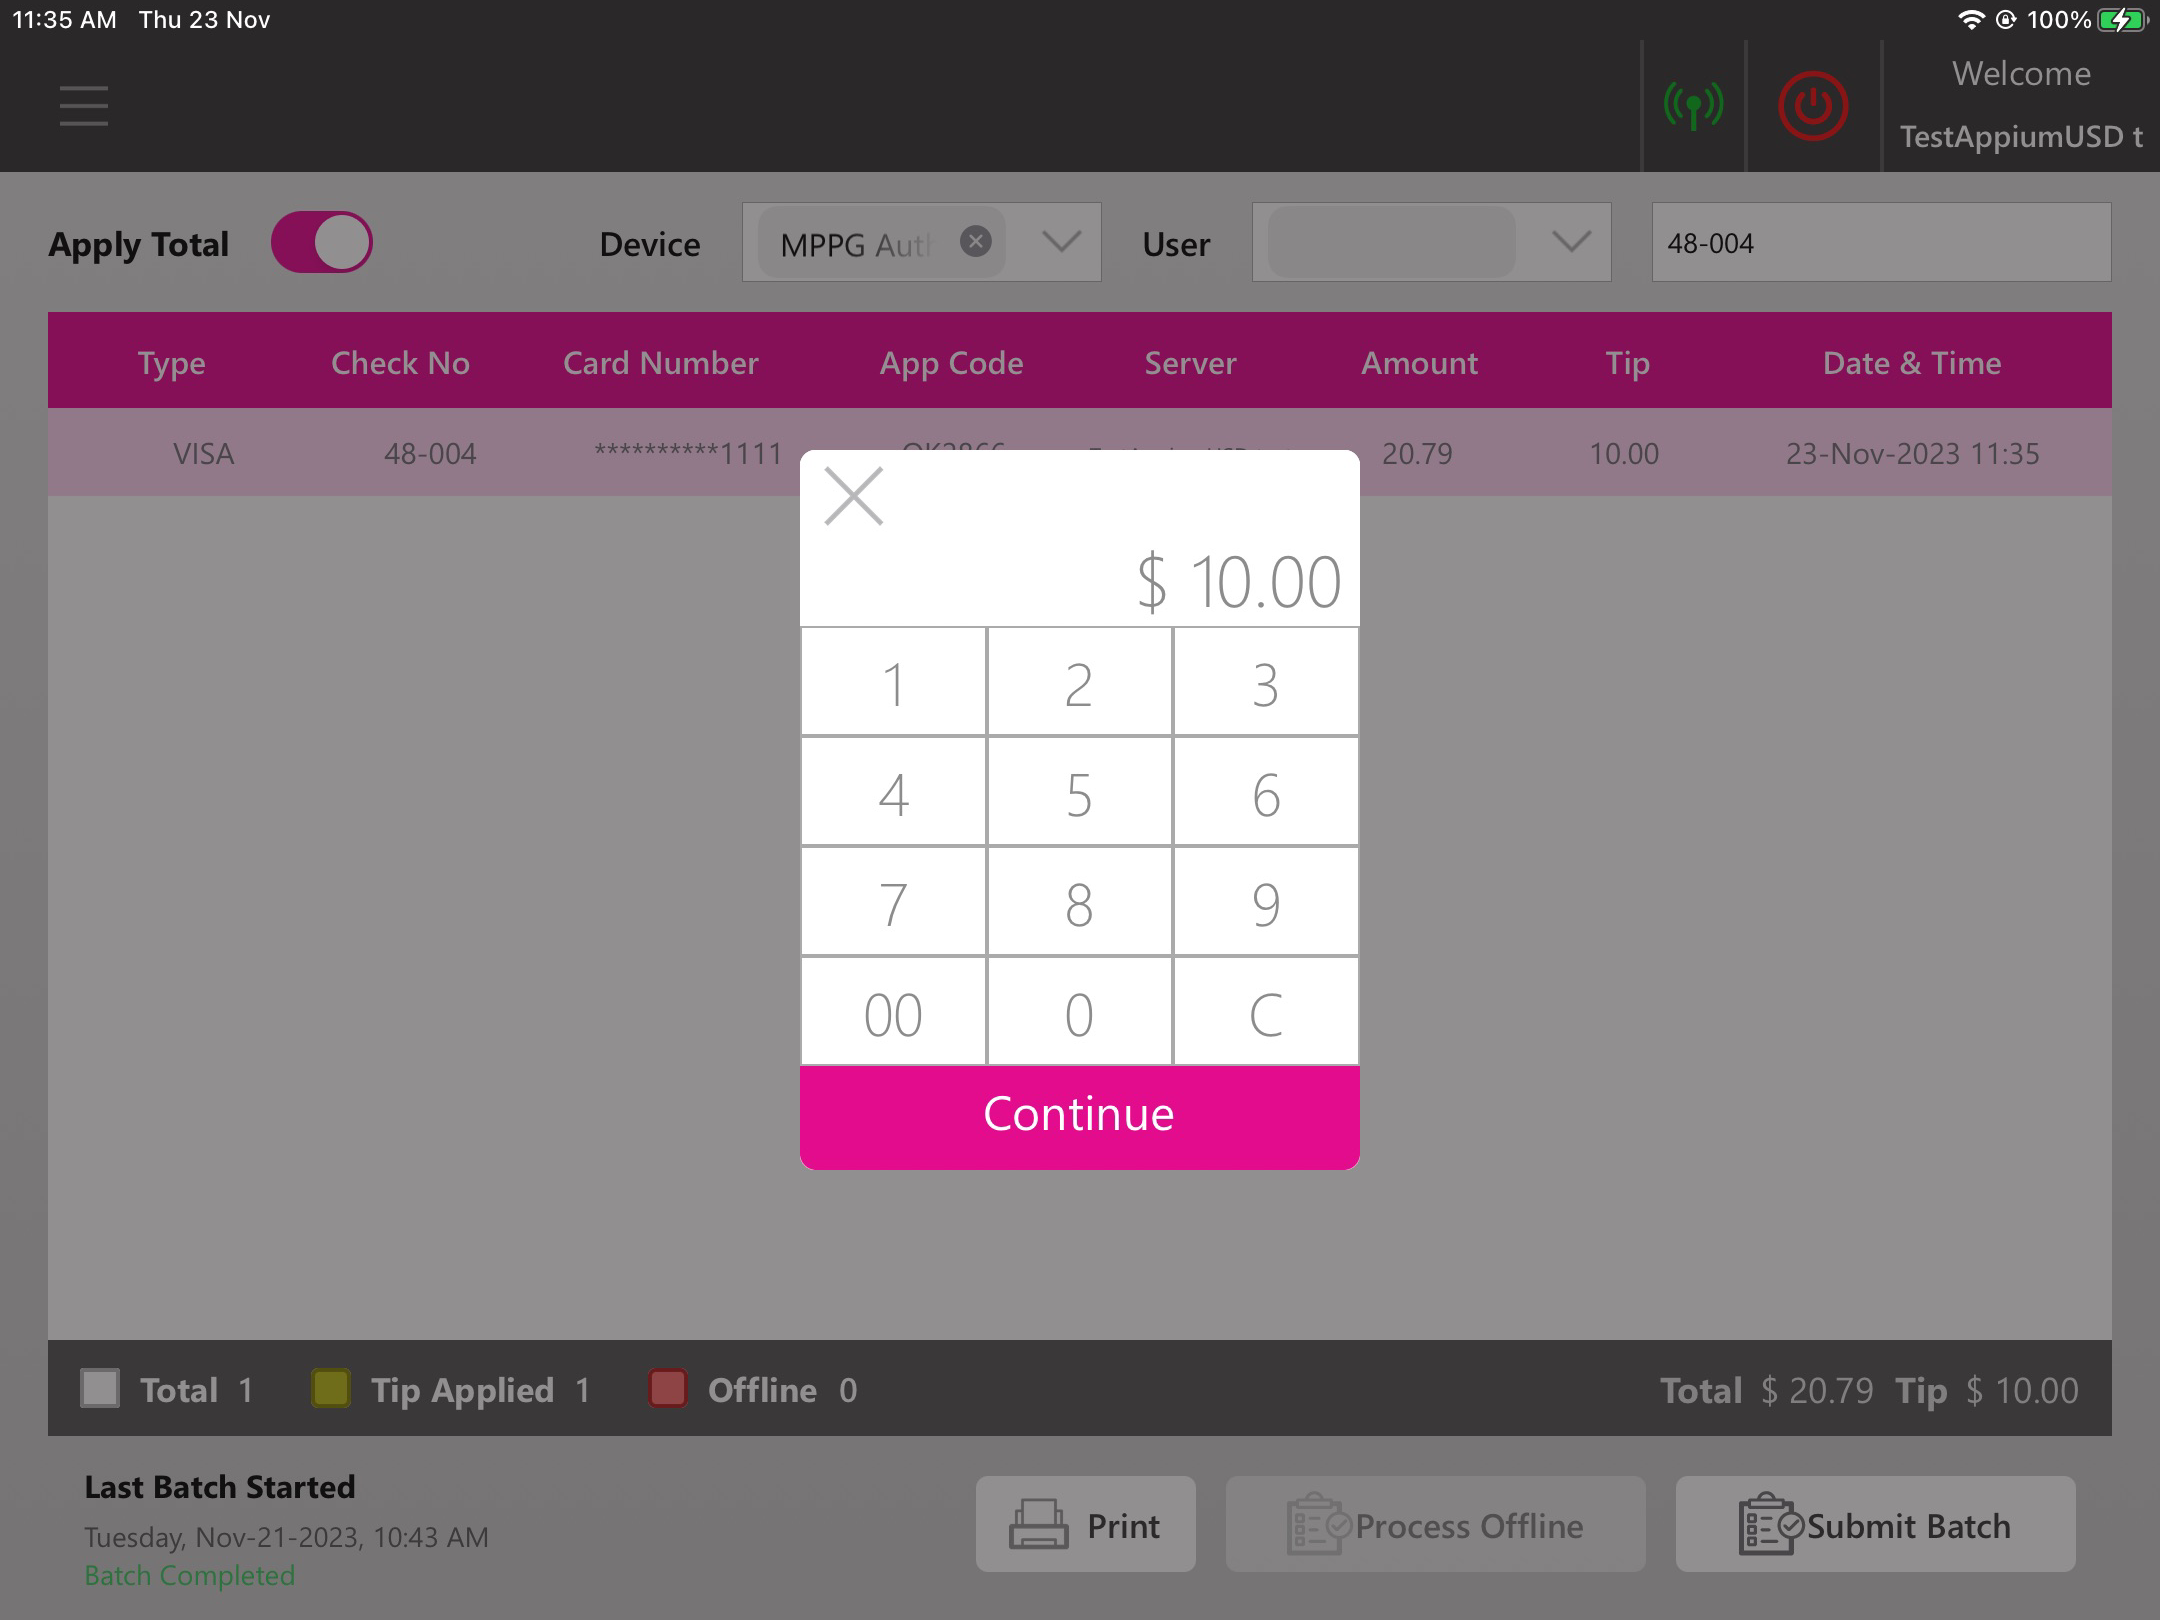 11:35 AM Thu 23 Nov 100%
Welcome
TestAppiumUSD t
Apply Total Device MPPG Auth User 48-004
Type Check No Card Number App Code Server Amount Tip Date & Time
VISA 48-004 **********1111 20.79 10.00 23-Nov-2023 11:35
$ 10.00
1 2 3
4 5 6
7 8 9
00 0 C
Continue
Total 1 Tip Applied 1 Offline 0 Total $ 20.79 Tip $ 10.00
Last Batch Started
Tuesday, Nov-21-2023, 10:43 AM
Batch Completed
Print Process Offline Submit Batch